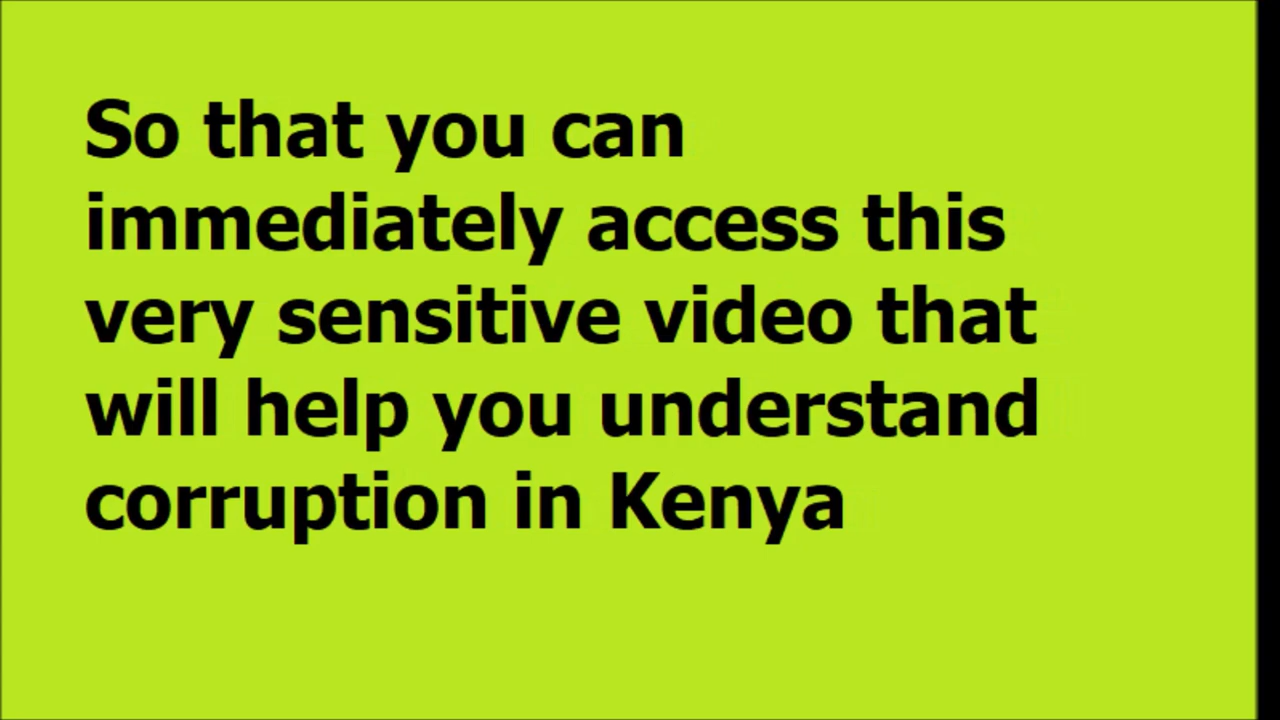 So that you can
immediately access this
very sensitive video that
will help you understand
corruption in Kenya